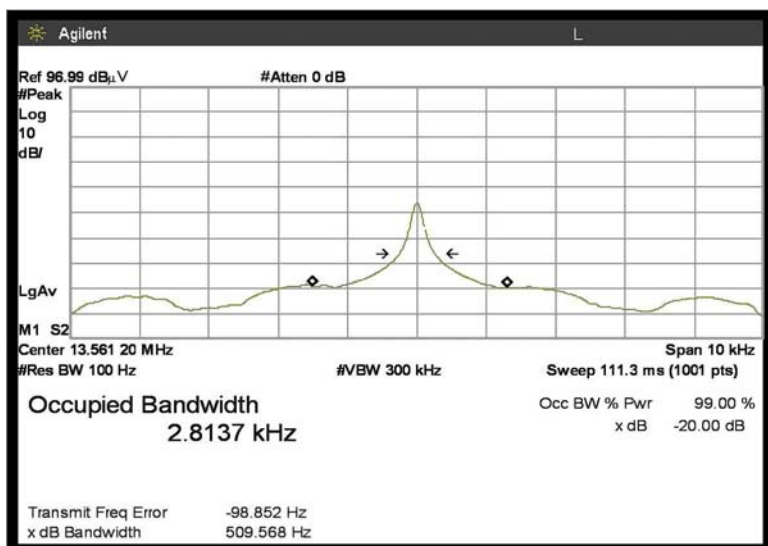 Agilent L
Ref 96.99 dBµV #Atten 0 dB
#Peak
Log
10
dB/
LgAv
M1 S2
Center 13.561 20 MHz Span 10 kHz
#Res BW 100 Hz #VBW 300 kHz Sweep 111.3 ms (1001 pts)
Occupied Bandwidth Occ BW % Pwr 99.00 %
2.8137 kHz x dB -20.00 dB
Transmit Freq Error -98.852 Hz
x dB Bandwidth 509.568 Hz